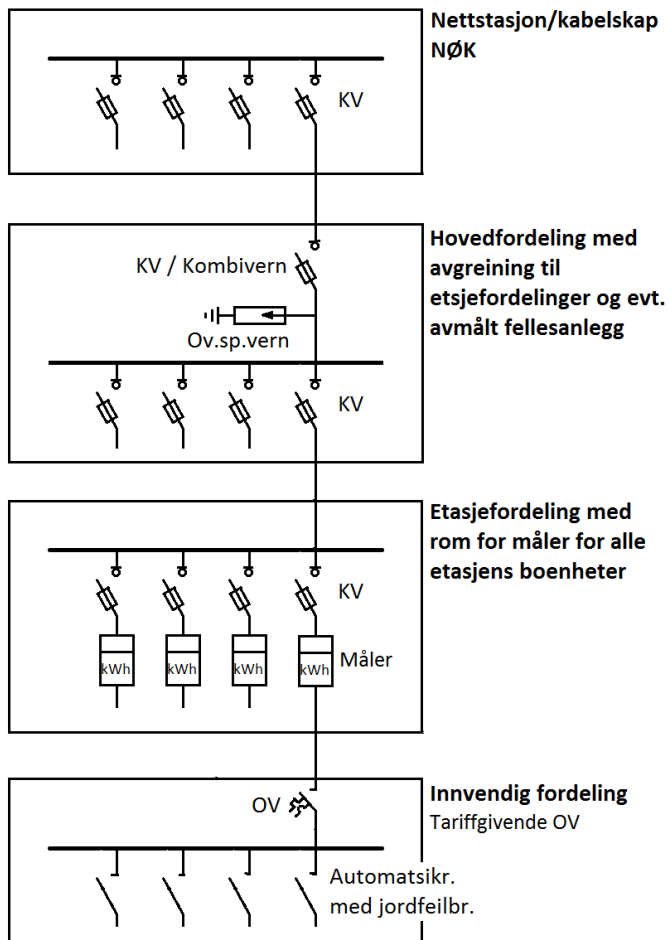 Nettstasjon/kabelskap
NØK
KV
Hovedfordeling med
avgreining til
etsjefordelinger og evt.
avmålt fellesanlegg
KV / Kombivern
Ov.sp.vern
KV
Etasjefordeling med
rom for måler for alle
etasjens boenheter
KV
kWh kWh kWh kWh
Måler
Innvendig fordeling
Tariffgivende OV
OV
Automatsikr.
med jordfeilbr.